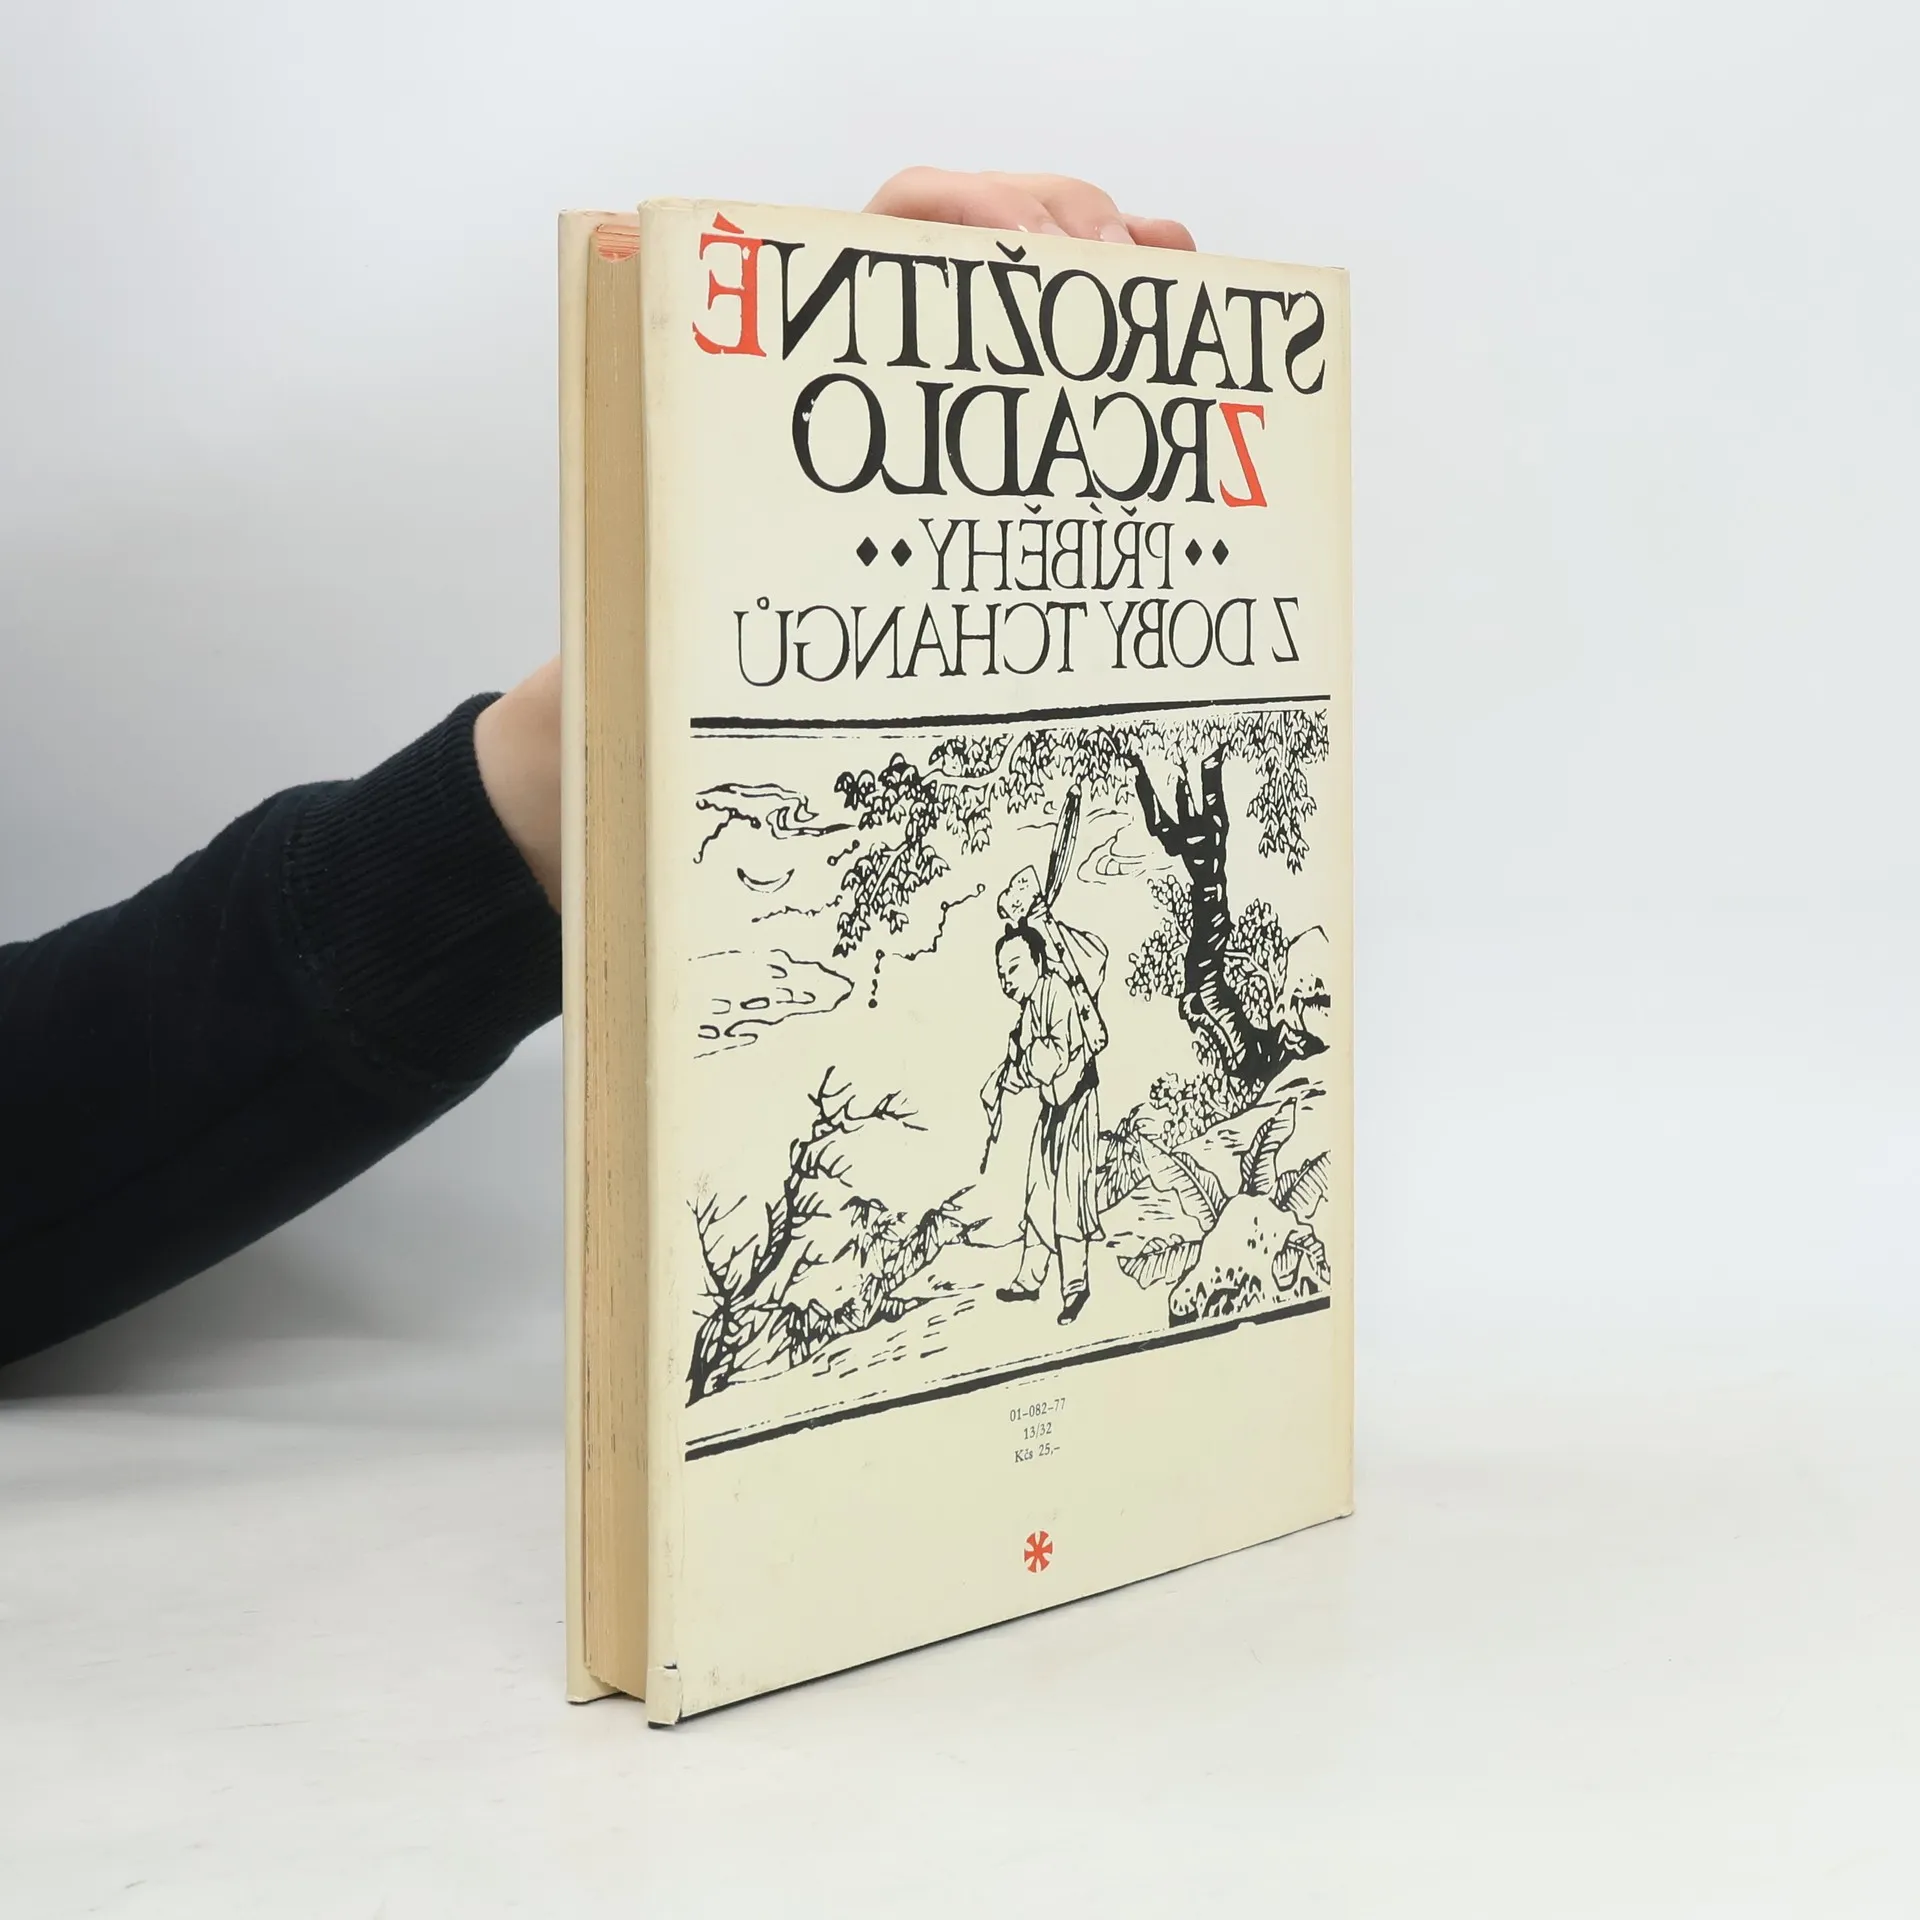 STAROŽITNÉ
ZRCADLO
PŘÍBĚHY
Z DOBY TCHANGŮ
01-082-77
13/32
Kčs 25,-